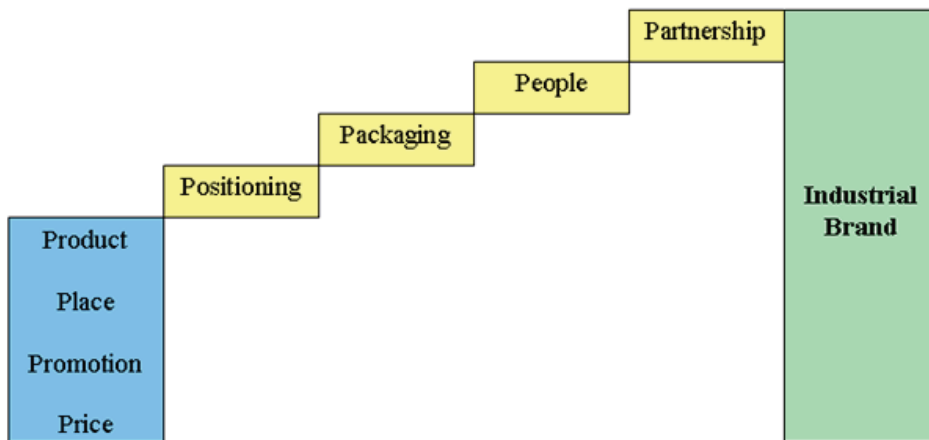 Partnership
People
Packaging
Positioning
Product
Place
Promotion
Price
Industrial
Brand